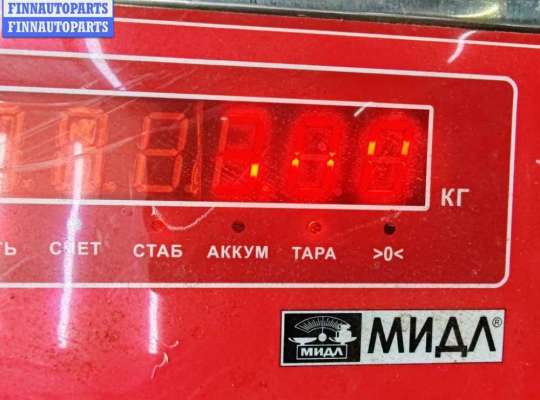 FINNAUTOPARTS
FINNAUTOPARTS
КГ
СЧЕТ СТАБ АККУМ ТАРА >0<
МИДЛ МИДЛ®